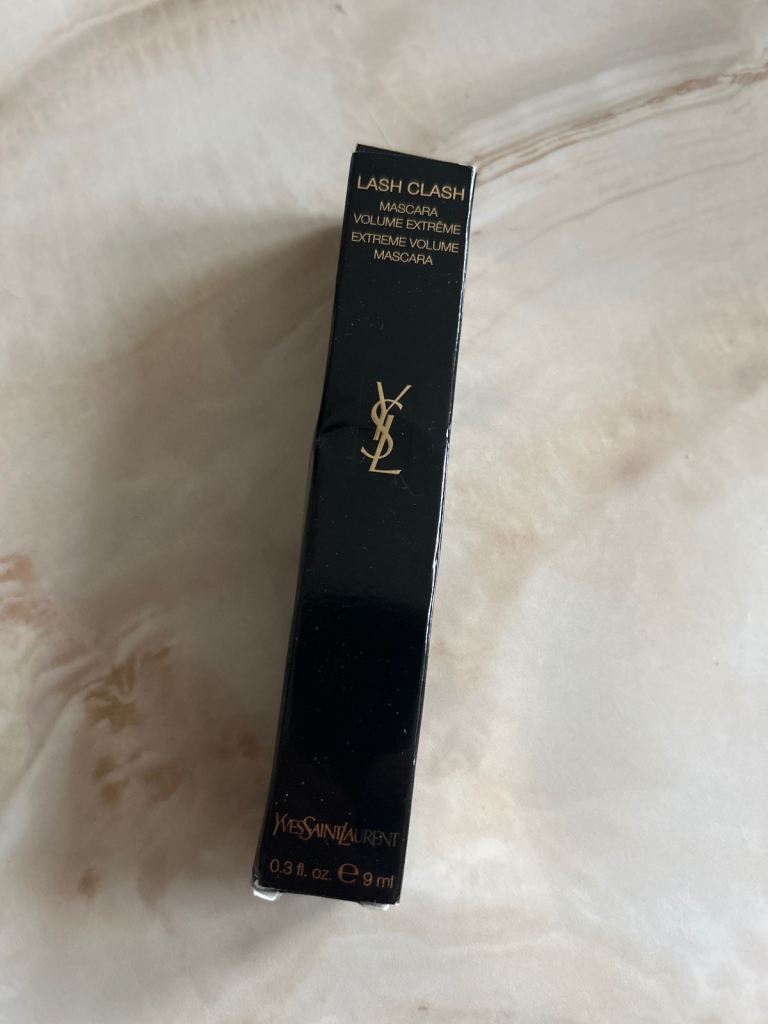 LASH CLASH
MASCARA
VOLUME EXTRÊME
EXTREME VOLUME
MASCARA
YSL
YVESSAINTLAURENT
0.3 fl. oz. ℮ 9 ml